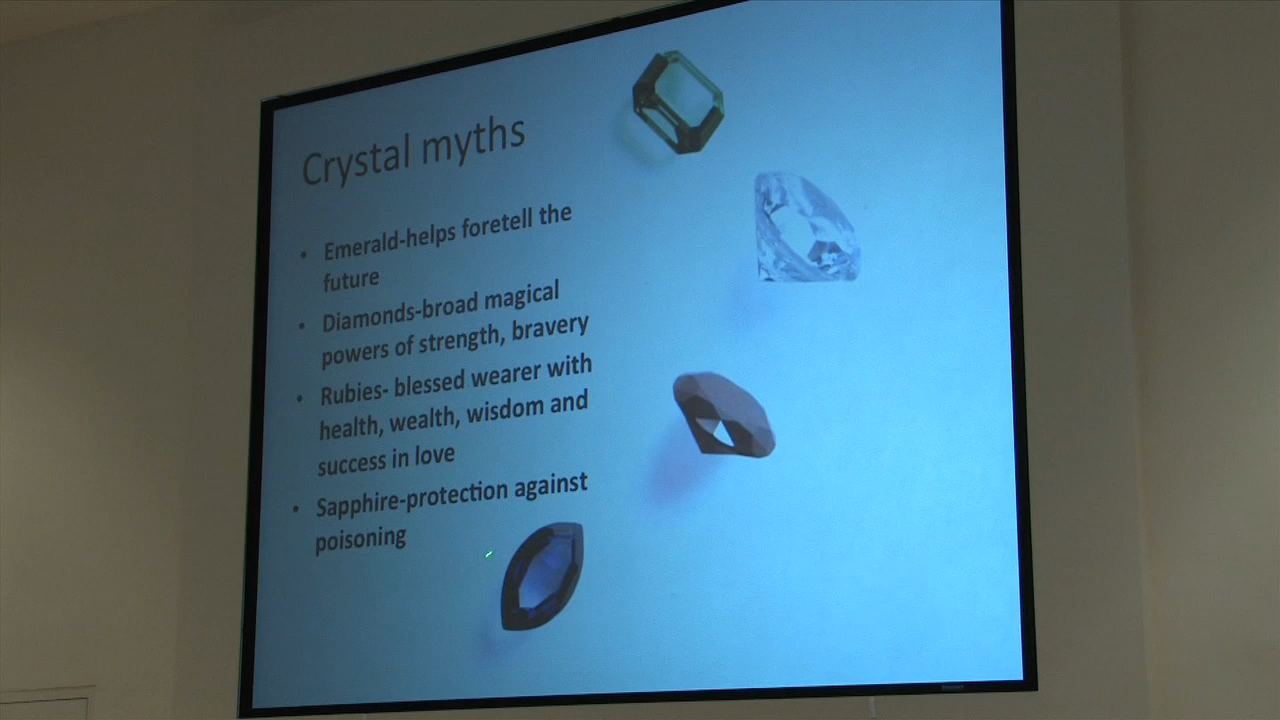 Crystal myths
• Emerald-helps foretell the
future
• Diamonds-broad magical
powers of strength, bravery
• Rubies- blessed wearer with
health, wealth, wisdom and
success in love
• Sapphire-protection against
poisoning